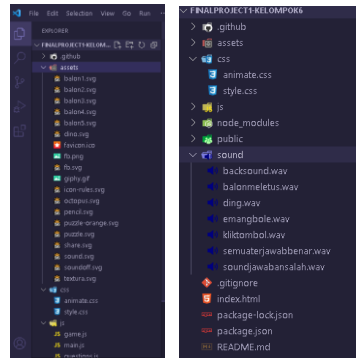 File Edit Selection View Go Run
EXPLORER
FINALPROJECT1-KELOMPOK6
.github
assets
balon1.svg
balon2.svg
balon3.svg
balon4.svg
balon5.svg
dino.svg
favicon.ico
fb.png
fb.svg
giphy.gif
icon-rules.svg
octopus.svg
pencil.svg
puzzle-orange.svg
puzzle.svg
share.svg
sound.svg
soundoff.svg
textura.svg
css
animate.css
style.css
js
game.js
main.js
questions.js
FINALPROJECT1-KELOMPOK6
.github
assets
css
animate.css
style.css
js
node_modules
public
sound
backsound.wav
balonmeletus.wav
ding.wav
emangbole.wav
kliktombol.wav
semuaterjawabbenar.wav
soundjawabansalah.wav
.gitignore
index.html
package-lock.json
package.json
README.md